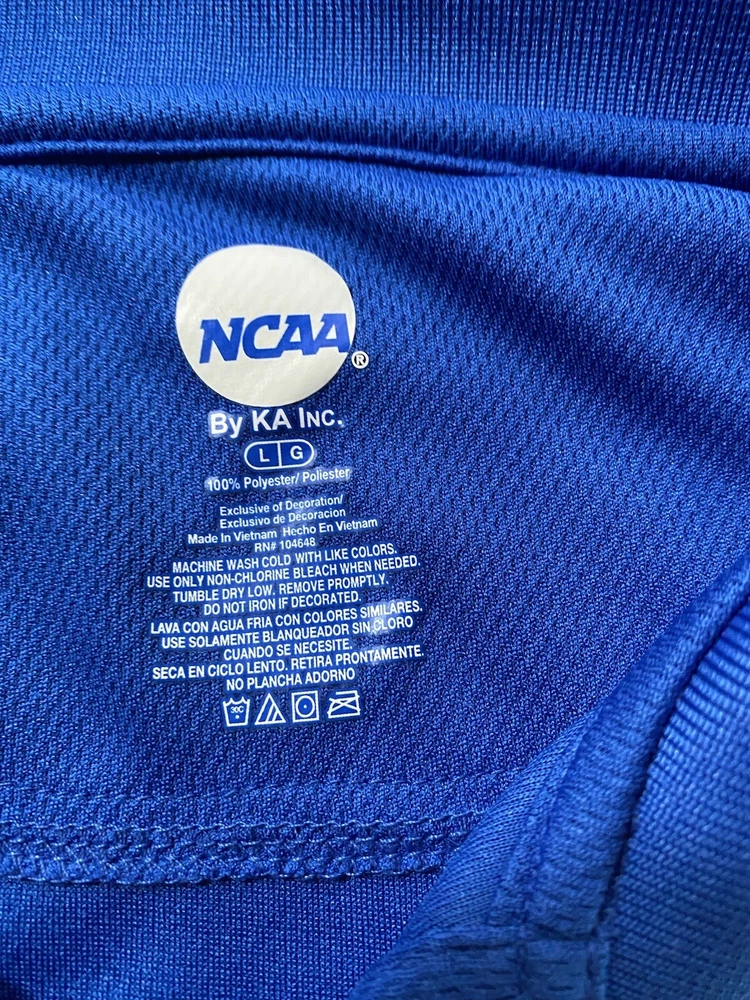 NCAA®
By KA INC.
L G
100% Polyester/ Poliester
Exclusive of Decoration/
Exclusivo de Decoracion
Made In Vietnam Hecho En Vietnam
RN# 104648
MACHINE WASH COLD WITH LIKE COLORS.
USE ONLY NON-CHLORINE BLEACH WHEN NEEDED.
TUMBLE DRY LOW. REMOVE PROMPTLY.
DO NOT IRON IF DECORATED.
LAVA CON AGUA FRIA CON COLORES SIMILARES.
USE SOLAMENTE BLANQUEADOR SIN CLORO
CUANDO SE NECESITE.
SECA EN CICLO LENTO. RETIRA PRONTAMENTE.
NO PLANCHA ADORNO
30C